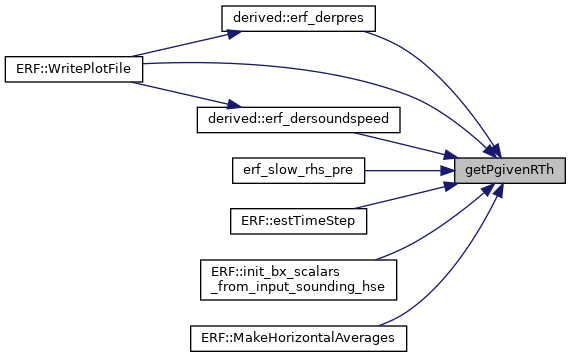 derived::erf_derpres
ERF::WritePlotFile
derived::erf_dersoundspeed
erf_slow_rhs_pre
getPgivenRTh
ERF::estTimeStep
ERF::init_bx_scalars
_from_input_sounding_hse
ERF::MakeHorizontalAverages